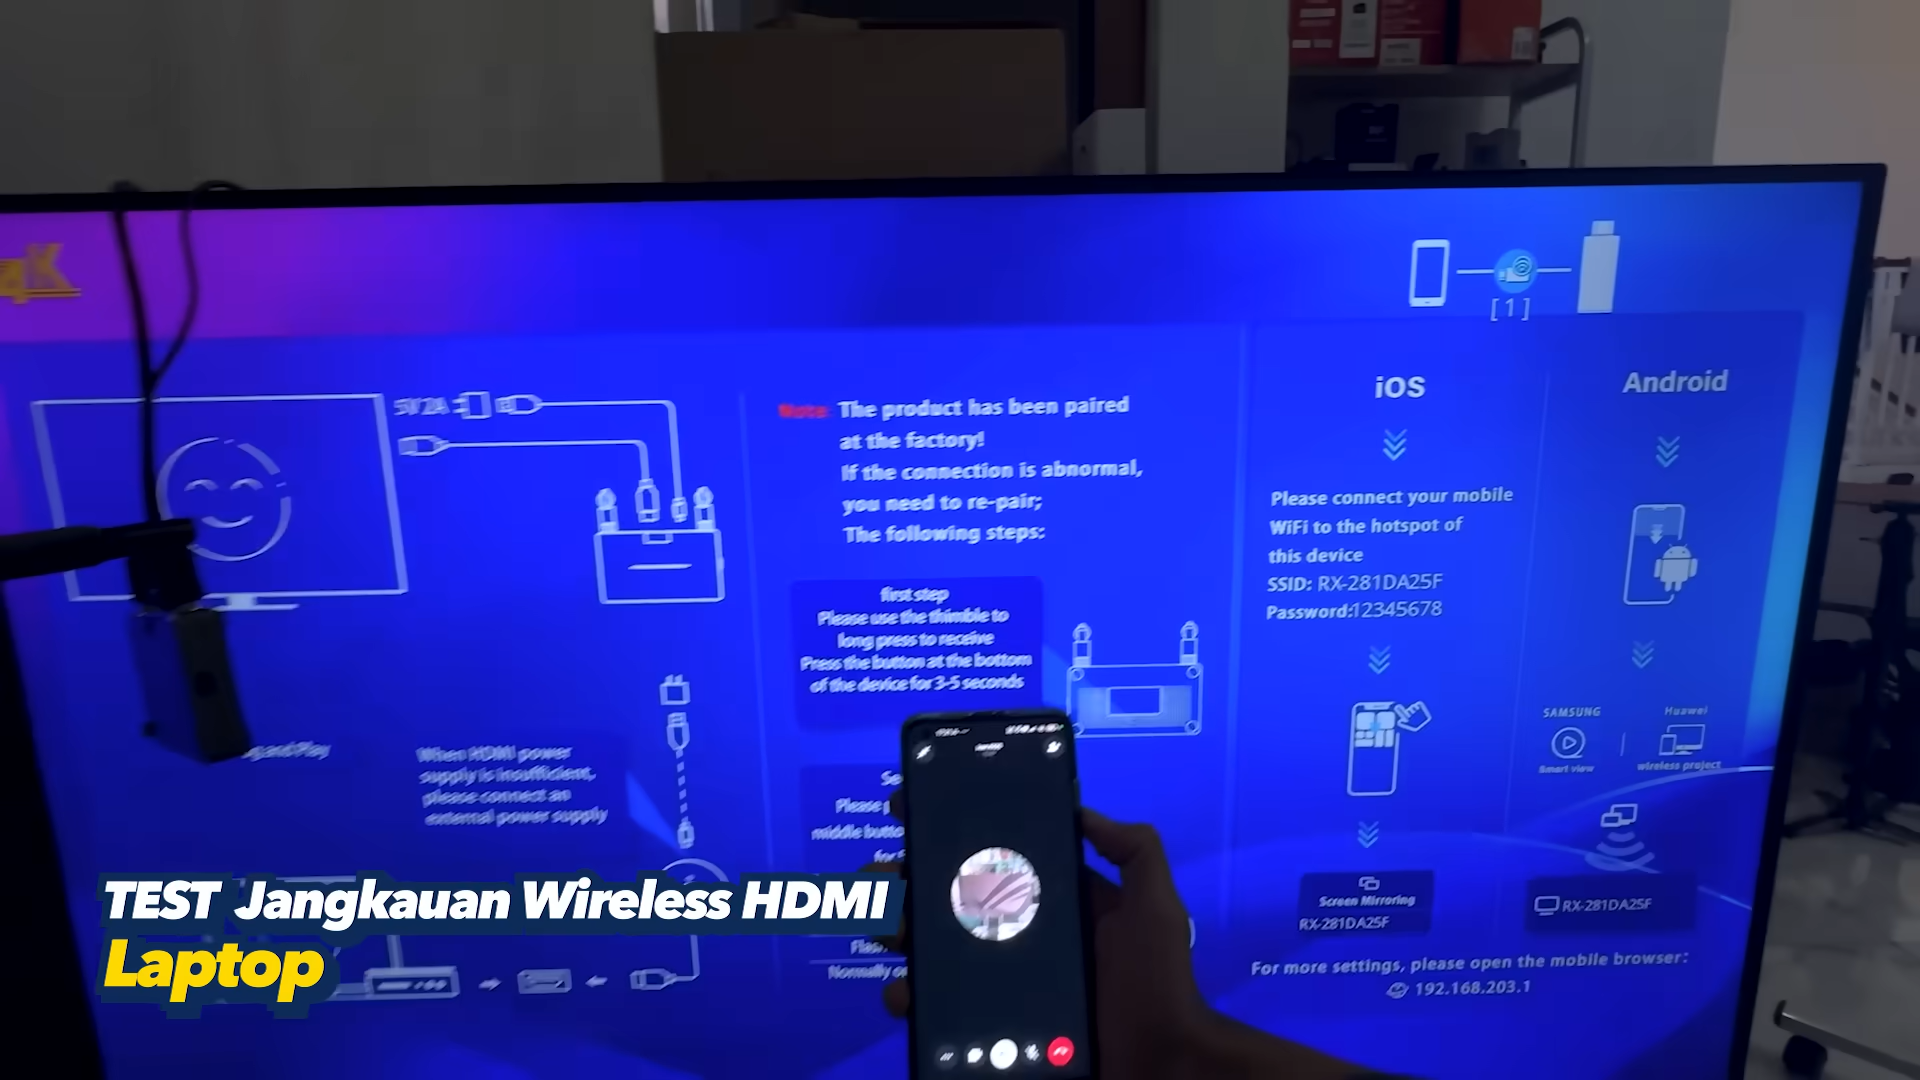 4K
[1]
5V2A
Note: The product has been paired
at the factory!
If the connection is abnormal,
you need to re-pair;
The following steps:
first step
Please use the thimble to
long press to receive
Press the button at the bottom
of the device for 3-5 seconds
and Play
When HDMI power
supply is insufficient,
please connect an
external power supply
Please
middle
iOS
Please connect your mobile
WiFi to the hotspot of
this device
SSID: RX-281DA25F
Password:12345678
Screen Mirroring
RX-281DA25F
Android
SAMSUNG
Smart view
Huawei
wireless project
RX-281DA25F
For more settings, please open the mobile browser:
192.168.203.1
TEST Jangkauan Wireless HDMI
Laptop